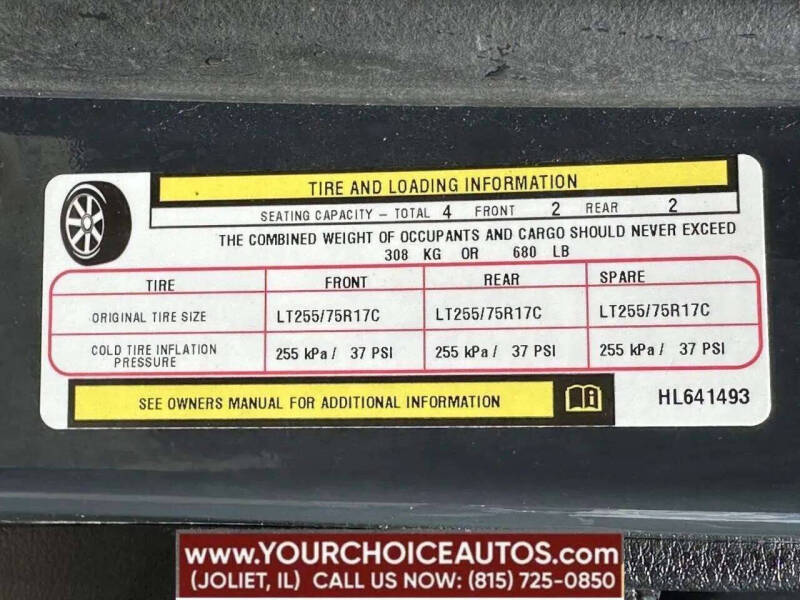 TIRE AND LOADING INFORMATION
SEATING CAPACITY – TOTAL 4 FRONT 2 REAR 2
THE COMBINED WEIGHT OF OCCUPANTS AND CARGO SHOULD NEVER EXCEED
308 KG OR 680 LB
TIRE FRONT REAR SPARE
ORIGINAL TIRE SIZE LT255/75R17C LT255/75R17C LT255/75R17C
COLD TIRE INFLATION PRESSURE 255 kPa / 37 PSI 255 kPa / 37 PSI 255 kPa / 37 PSI
SEE OWNERS MANUAL FOR ADDITIONAL INFORMATION HL641493
www.YOURCHOICEAUTOS.com
(JOLIET, IL) CALL US NOW: (815) 725-0850